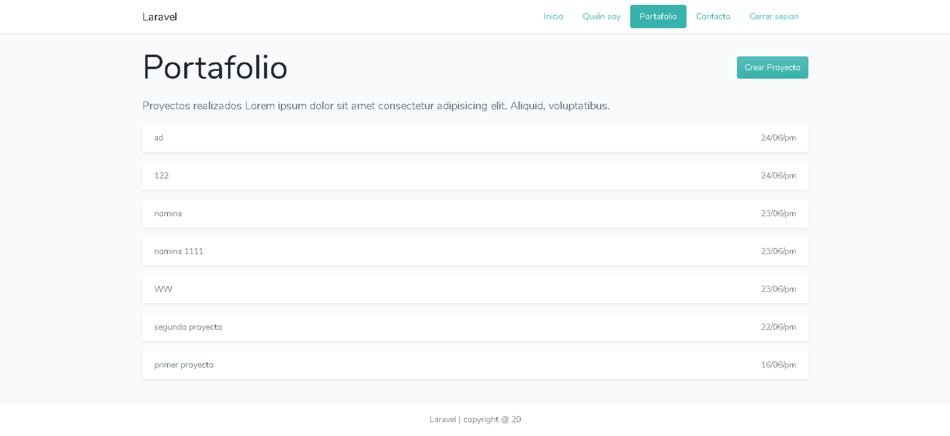 Laravel
Inicio Quién soy Portafolio Contacto Cerrar sesion
Portafolio
Crear Proyecto
Proyectos realizados Lorem ipsum dolor sit amet consectetur adipisicing elit. Aliquid, voluptatibus.
ad 24/06/pm
122 24/06/pm
nomina 23/06/pm
nomina 1111 23/06/pm
WW 23/06/pm
segundo proyecto 22/06/pm
primer proyecto 16/06/pm
Laravel | copyright @ 20